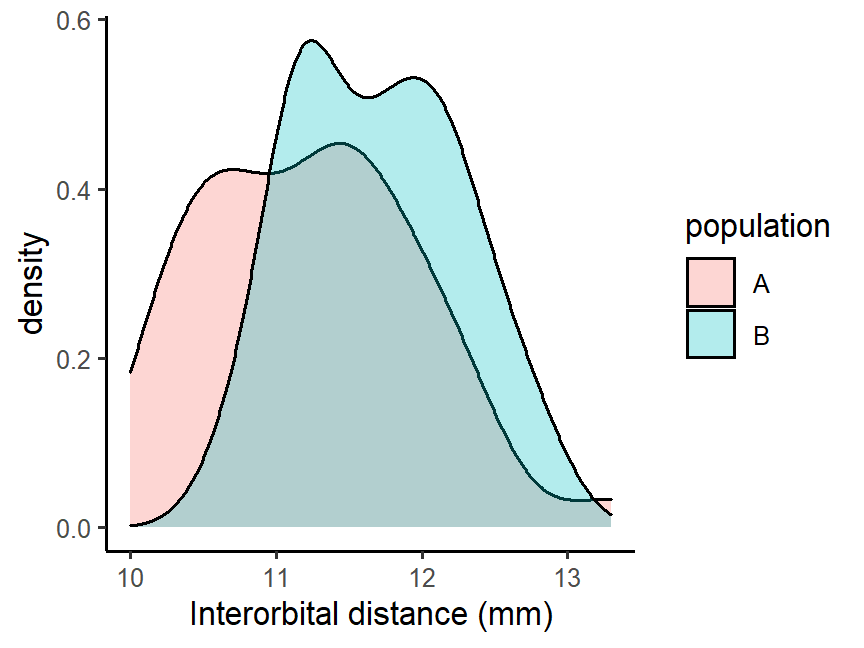 0.6
0.4
0.2
0.0
density
10 11 12 13
Interorbital distance (mm)
population
A
B